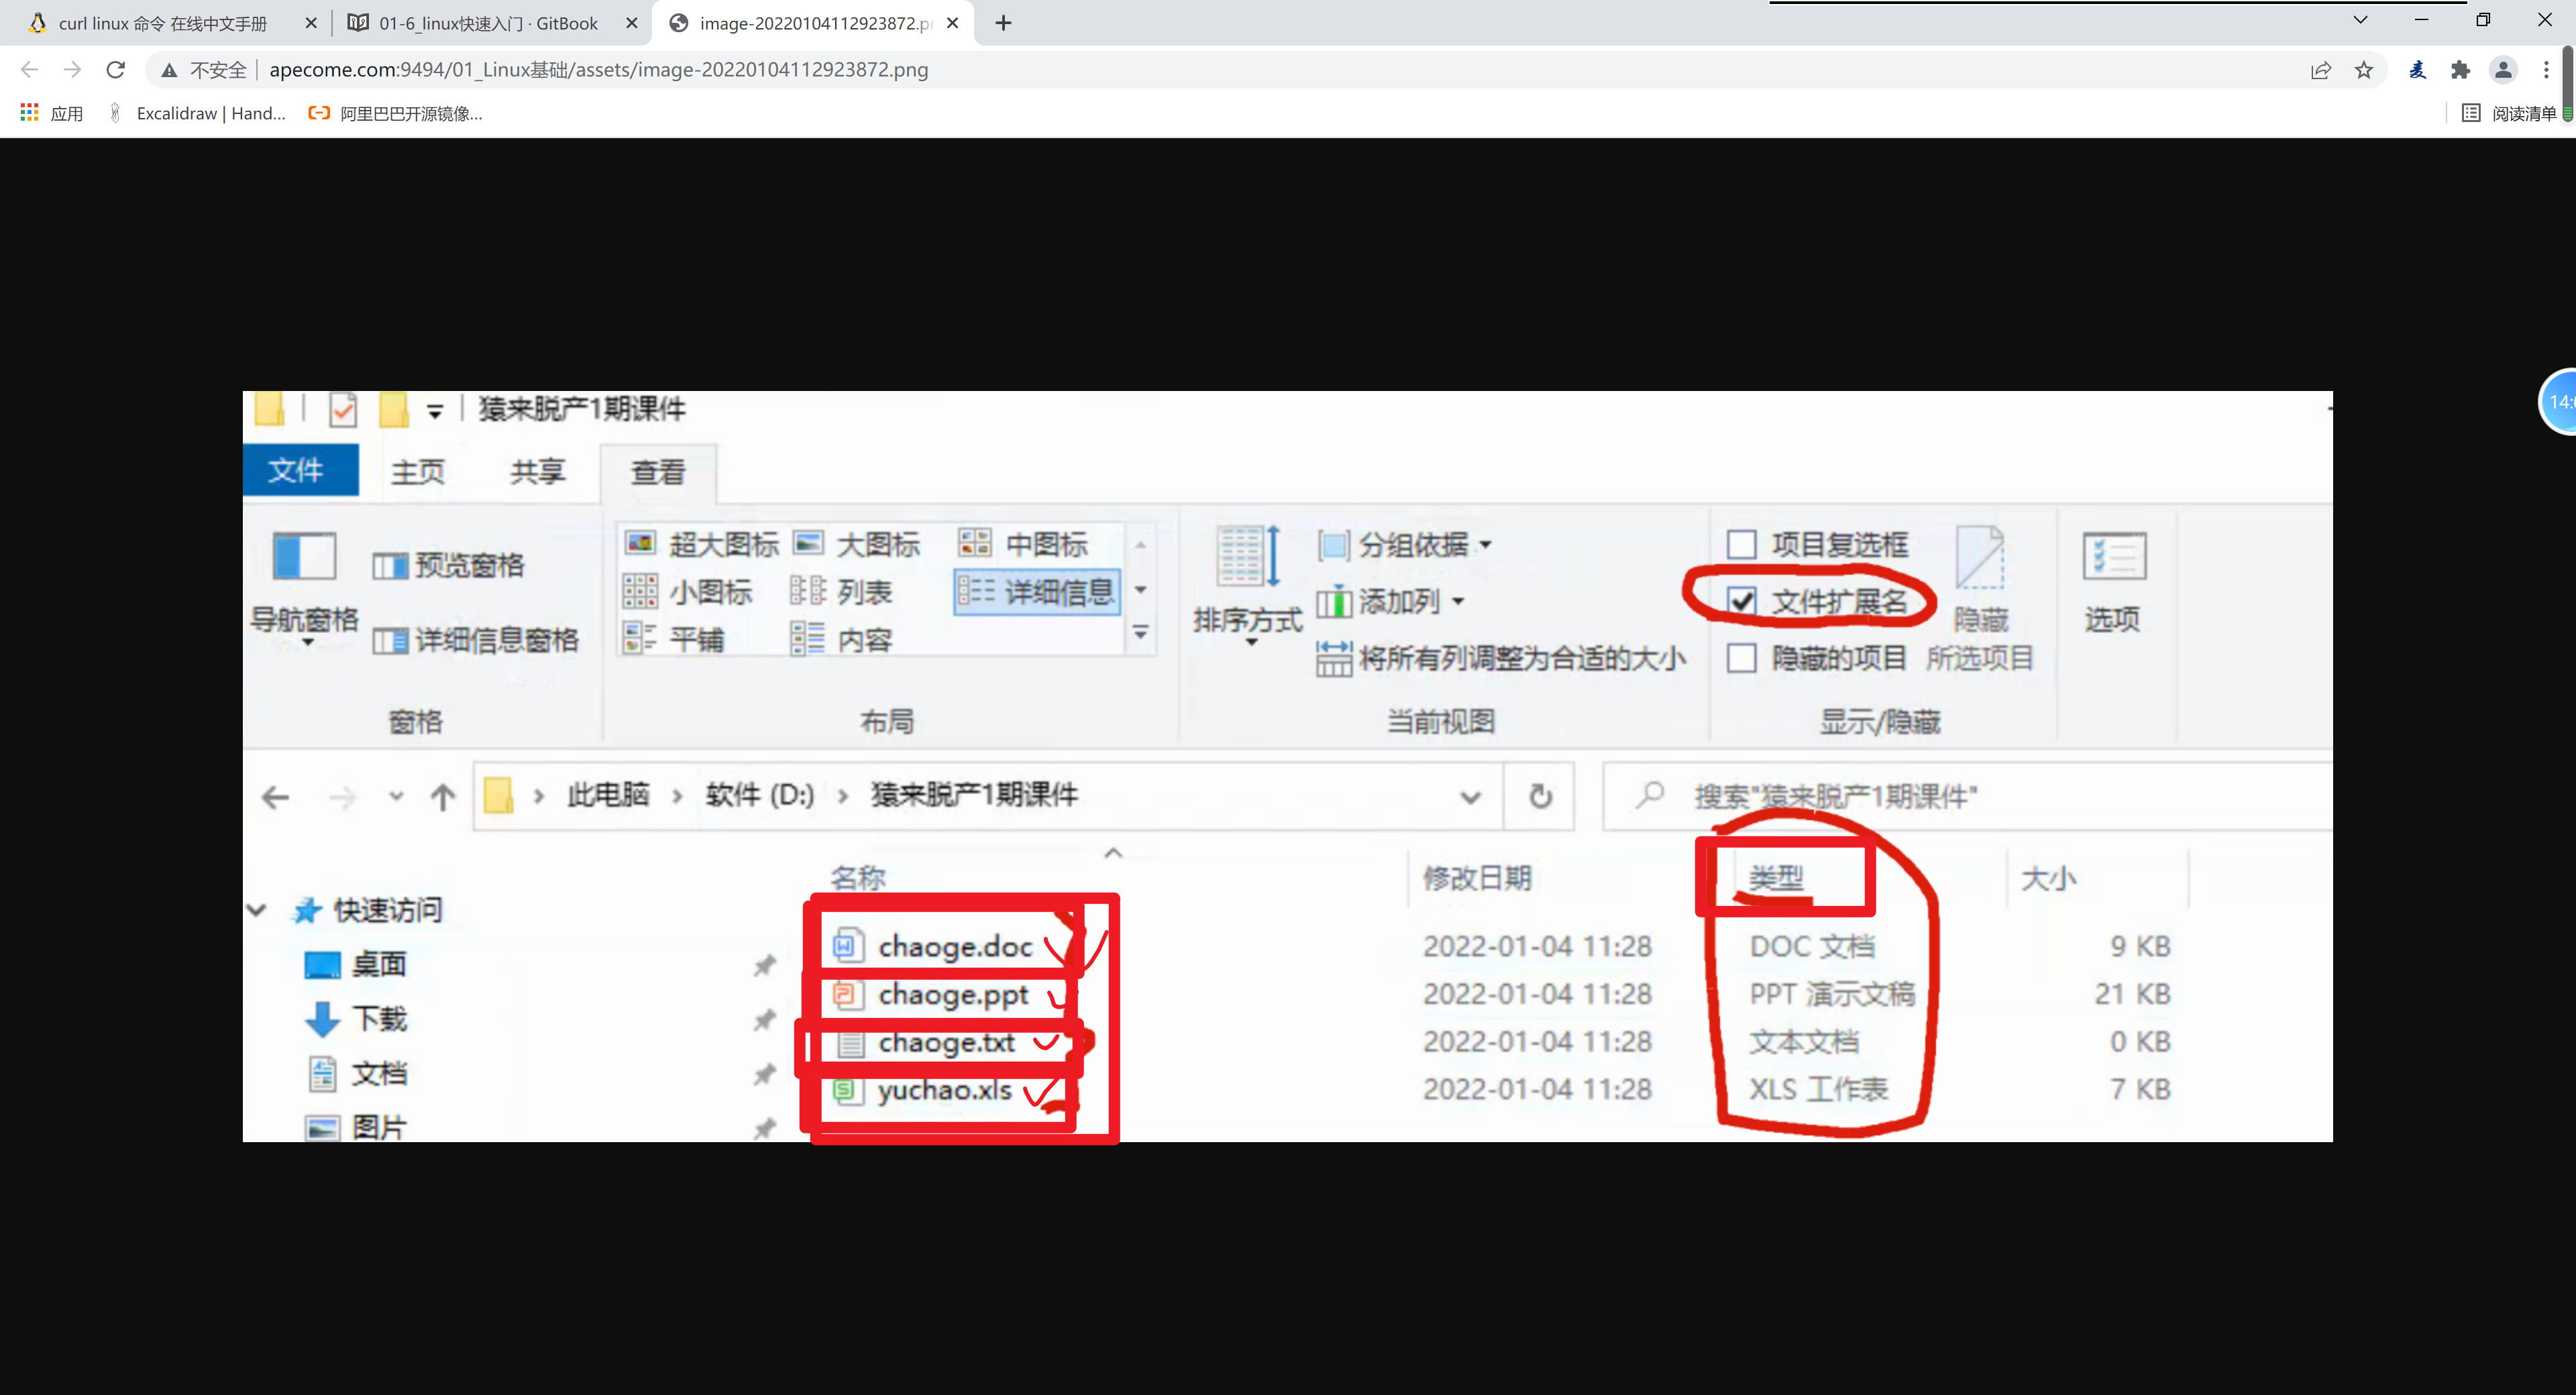 curl linux 命令 在线中文手册
01-6_linux快速入门 · GitBook
image-20220104112923872.pn
不安全 apecome.com:9494/01_Linux基础/assets/image-20220104112923872.png
应用 Excalidraw | Hand... 阿里巴巴开源镜像... 阅读清单
14:
猿来脱产1期课件
文件 主页 共享 查看
超大图标 大图标 中图标 分组依据 项目复选框
预览窗格
小图标 列表 详细信息 添加列 文件扩展名
导航窗格 排序方式 隐藏 选项
详细信息窗格 平铺 内容 将所有列调整为合适的大小 隐藏的项目 所选项目
窗格 布局 当前视图 显示/隐藏
此电脑 软件 (D:) 猿来脱产1期课件 搜索"猿来脱产1期课件"
名称 修改日期 类型 大小
快速访问
chaoge.doc 2022-01-04 11:28 DOC 文档 9 KB
桌面
chaoge.ppt 2022-01-04 11:28 PPT 演示文稿 21 KB
下载
chaoge.txt 2022-01-04 11:28 文本文档 0 KB
文档
yuchao.xls 2022-01-04 11:28 XLS 工作表 7 KB
图片